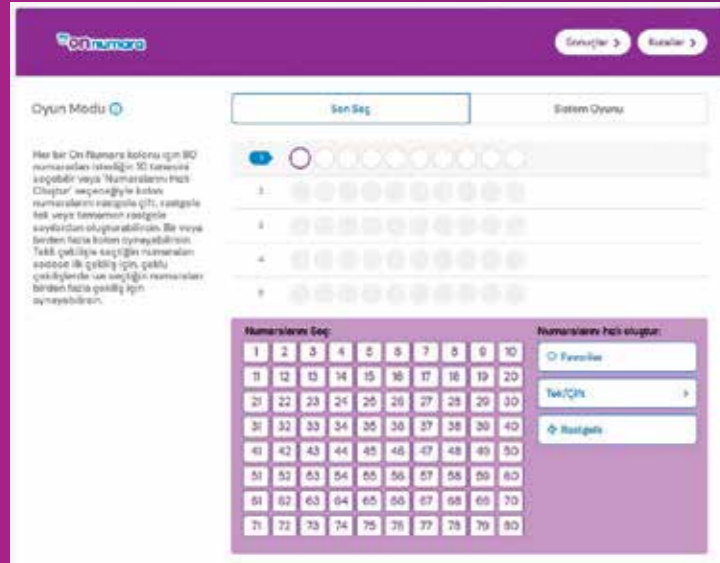 on numara
Sonuçlar >
Kurallar >
Oyun Modu
Sen Seç
Sistem Oyunu
Her bir On Numara kolonu için 80
numaradan istediğin 10 tanesini
seçebilir veya 'Numaralarını Hızlı
Oluştur' seçeneğiyle kolon
numaralarını rastgele çift, rastgele
tek veya tamamen rastgele
sayılardan oluşturabilirsin. Bir veya
birden fazla kolon oynayabilirsin.
Tekli çekilişte seçtiğin numaraları
sadece ilk çekiliş için, çoklu
çekilişlerde ise seçtiğin numaraları
birden fazla çekiliş için
oynayabilirsin.
1
2
3
4
5
Numaralarını Seç:
1 2 3 4 5 6 7 8 9 10
11 12 13 14 15 16 17 18 19 20
21 22 23 24 25 26 27 28 29 30
31 32 33 34 35 36 37 38 39 40
41 42 43 44 45 46 47 48 49 50
51 52 53 54 55 56 57 58 59 60
61 62 63 64 65 66 67 68 69 70
71 72 73 74 75 76 77 78 79 80
Numaralarını hızlı oluştur:
Favoriler
Tek/Çift >
Rastgele